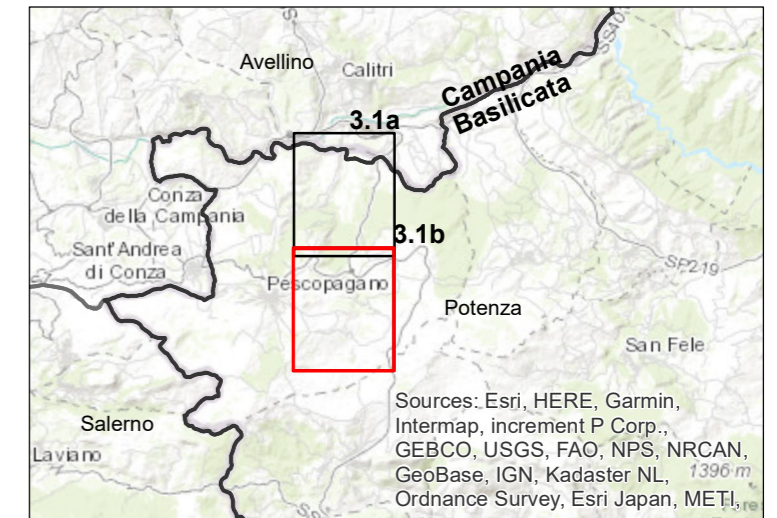 Avellino
Calitri
SS401
Campania
Basilicata
3.1a
Conza
della Campania
3.1b
Sant'Andrea
di Conza
SP219
Pescopagano
Potenza
San Fele
Salerno
Laviano
1396 m
Sources: Esri, HERE, Garmin,
Intermap, increment P Corp.,
GEBCO, USGS, FAO, NPS, NRCAN,
GeoBase, IGN, Kadaster NL,
Ordnance Survey, Esri Japan, METI,